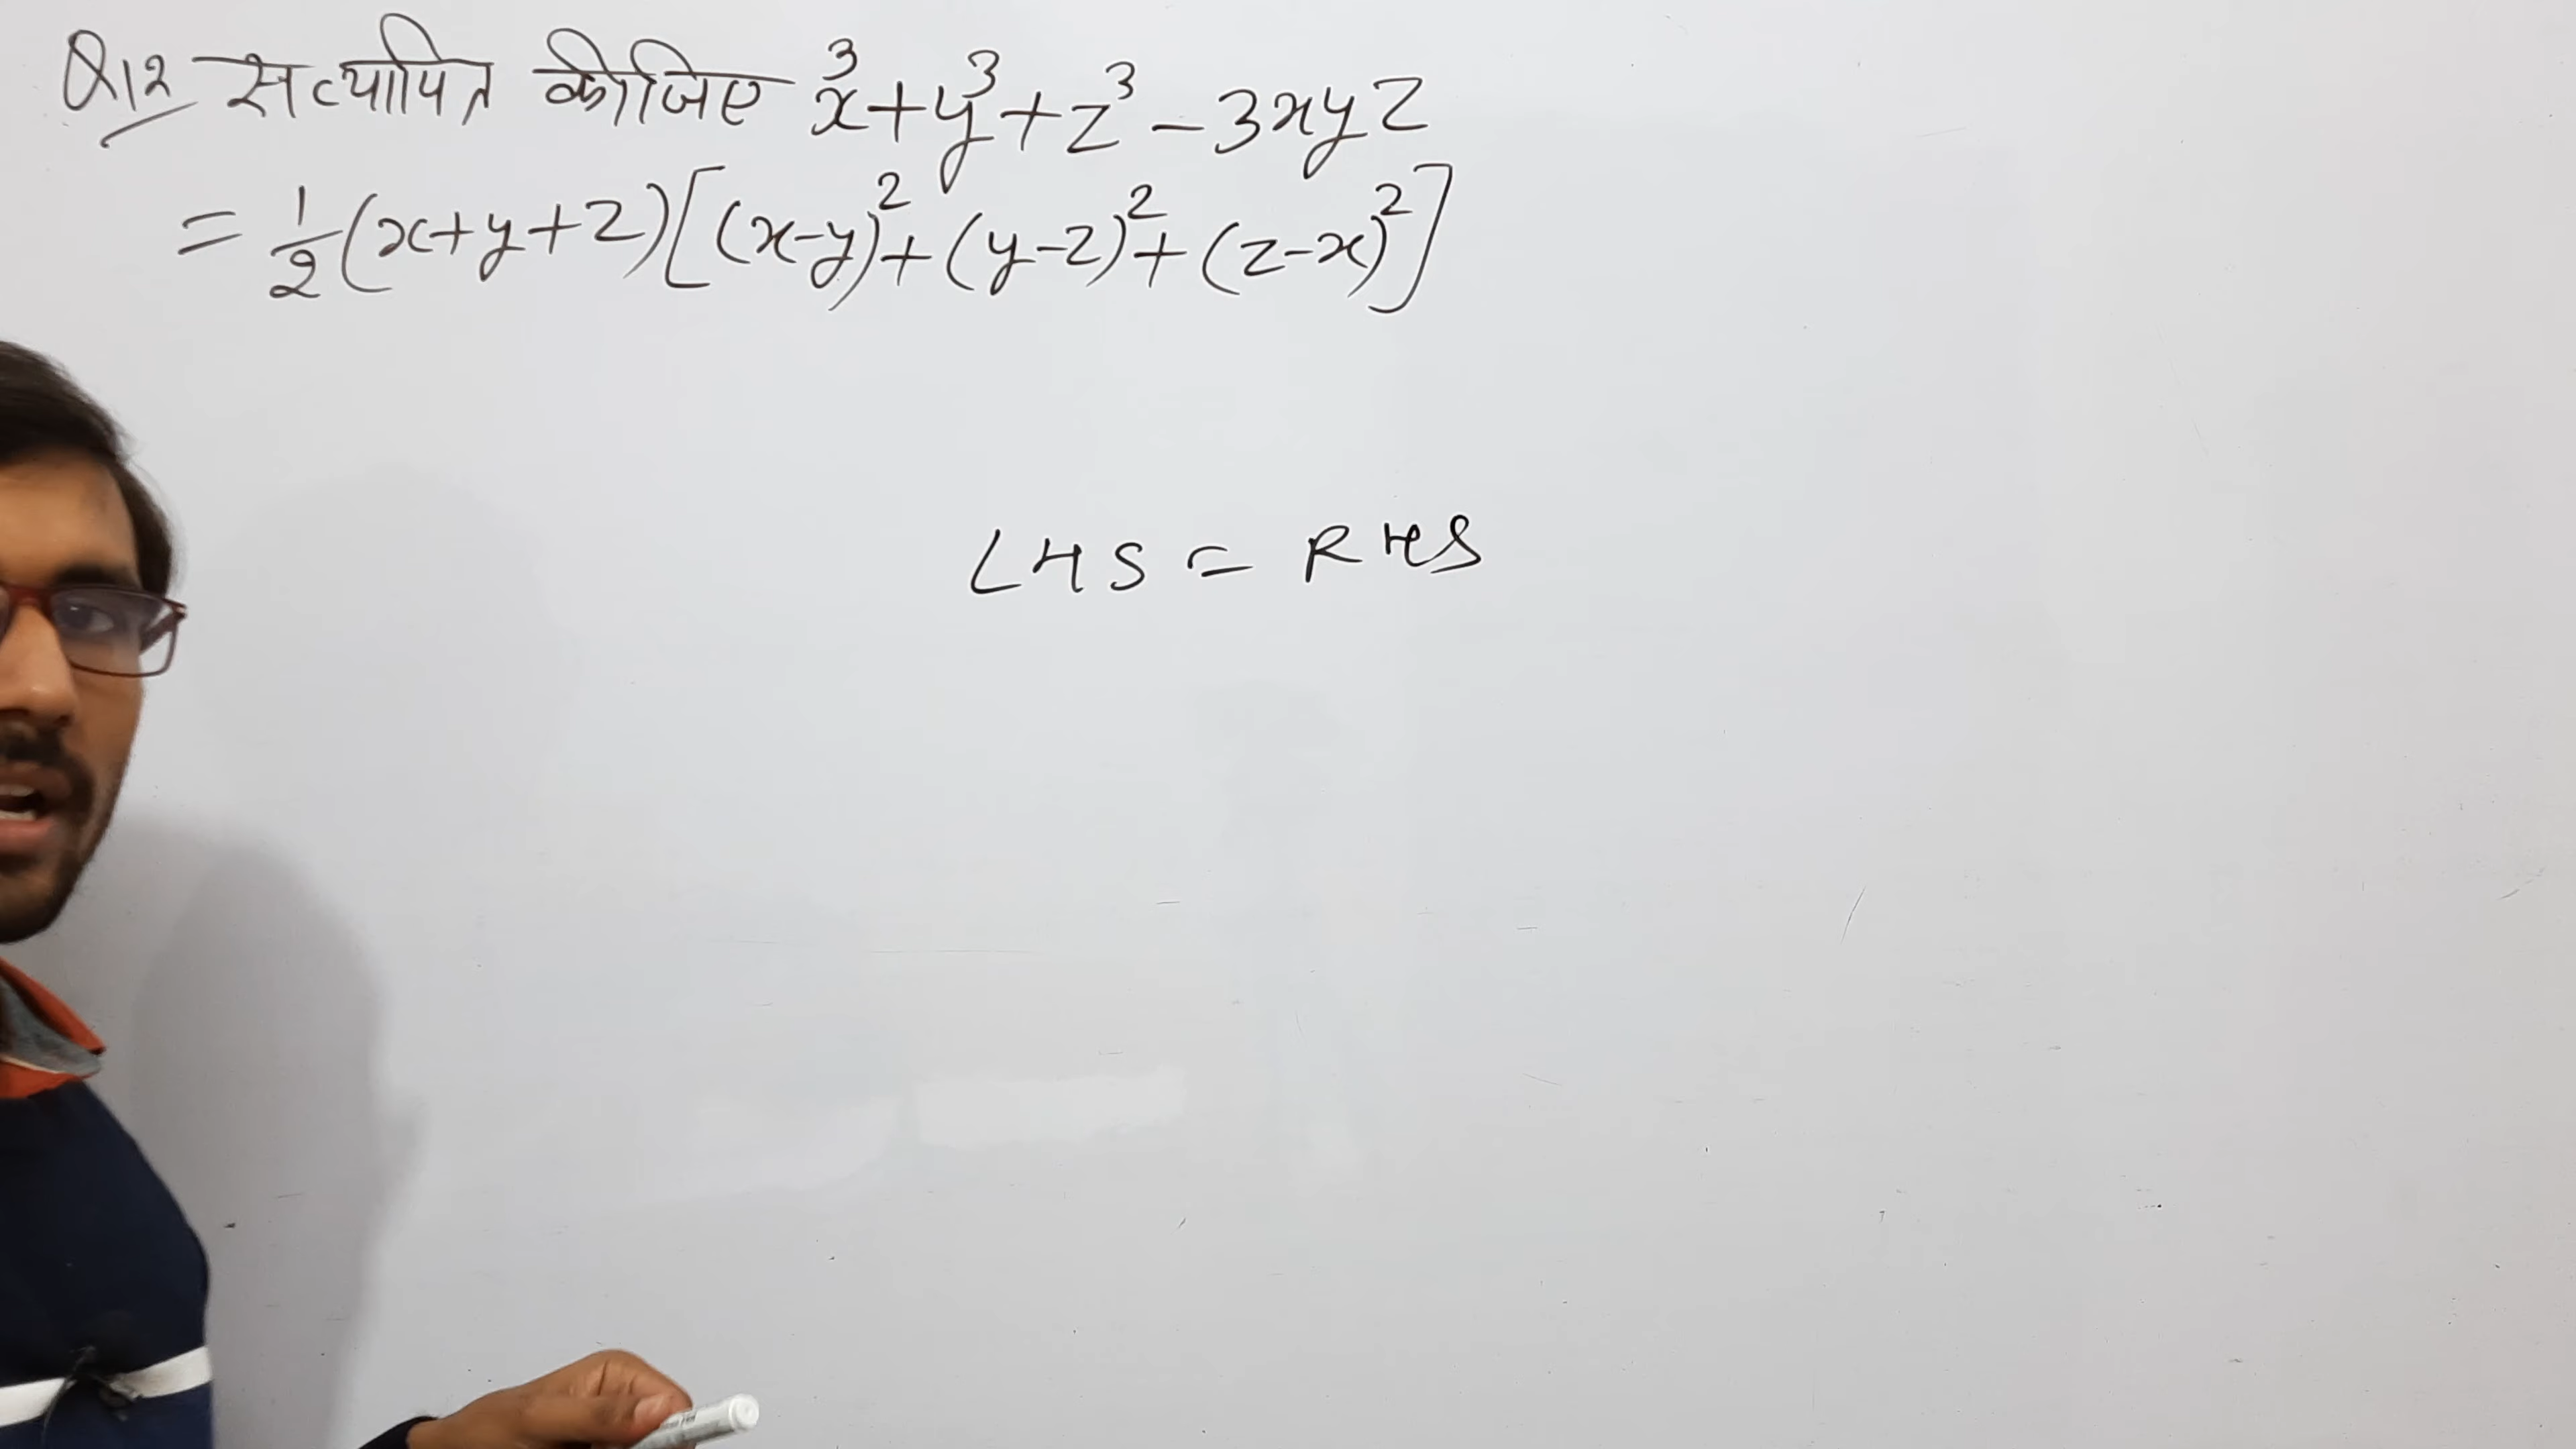 Q12 सत्यापित कीजिए x³+y³+z³-3xyz
= 1/2(x+y+z)[(x-y)²+(y-z)²+(z-x)²]
LHS = RHS